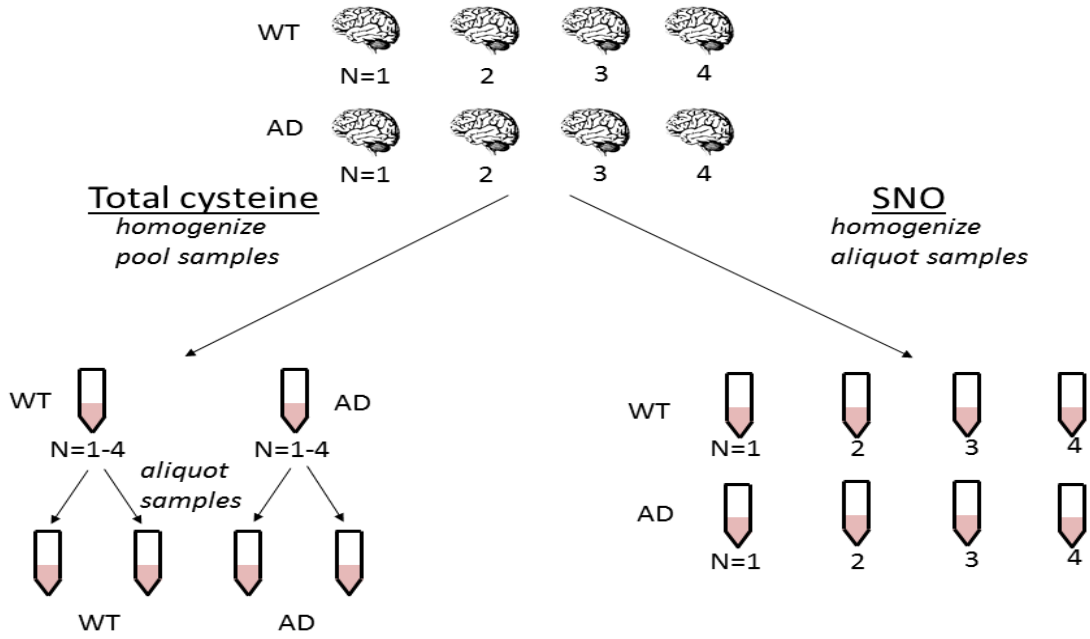 WT
N=1 2 3 4
AD
N=1 2 3 4
Total cysteine
homogenize
pool samples
SNO
homogenize
aliquot samples
WT
AD
N=1-4 N=1-4
aliquot
samples
WT AD
WT
N=1 2 3 4
AD
N=1 2 3 4